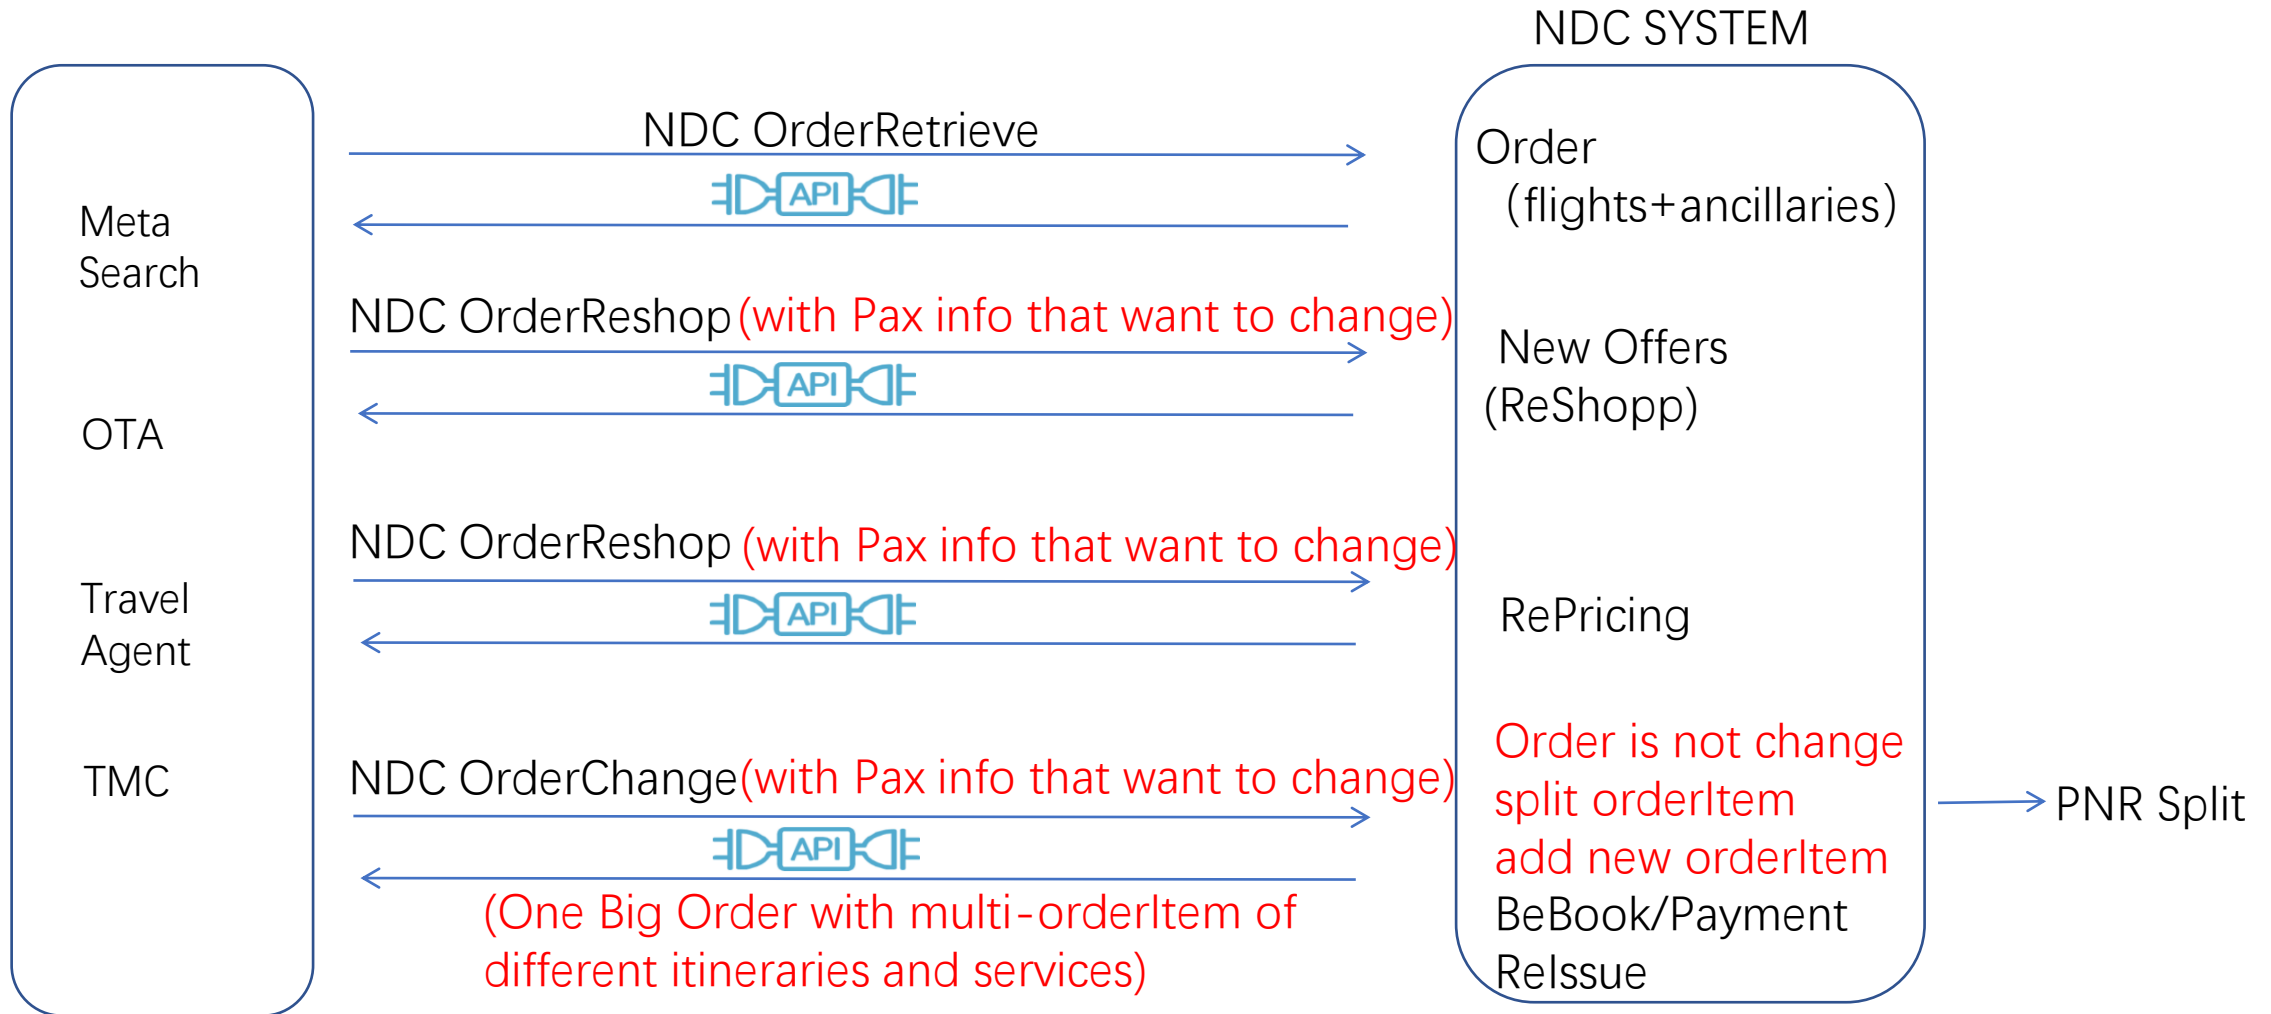 NDC SYSTEM
Meta
Search
OTA
Travel
Agent
TMC
NDC OrderRetrieve
API
Order
(flights+ancillaries)
NDC OrderReshop(with Pax info that want to change)
API
New Offers
(ReShopp)
NDC OrderReshop (with Pax info that want to change)
API
RePricing
NDC OrderChange(with Pax info that want to change)
API
(One Big Order with multi-orderItem of
different itineraries and services)
Order is not change
split orderItem
add new orderItem
BeBook/Payment
ReIssue
PNR Split